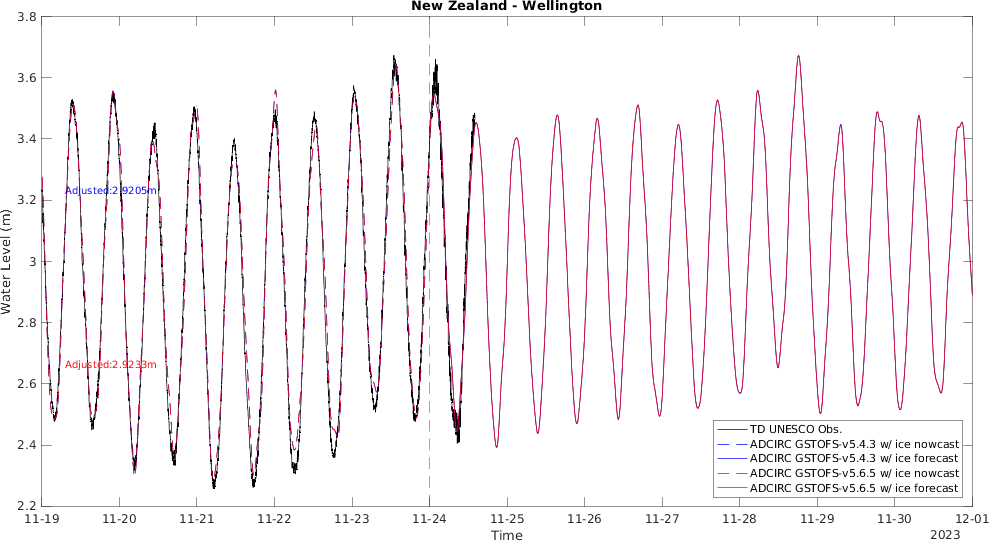 New Zealand - Wellington
3.8
3.6
3.4
3.2
3
2.8
2.6
2.4
2.2
Water Level (m)
Adjusted:2.9205m
Adjusted:2.9233m
TD UNESCO Obs.
ADCIRC GSTOFS-v5.4.3 w/ ice nowcast
ADCIRC GSTOFS-v5.4.3 w/ ice forecast
ADCIRC GSTOFS-v5.6.5 w/ ice nowcast
ADCIRC GSTOFS-v5.6.5 w/ ice forecast
11-19 11-20 11-21 11-22 11-23 11-24 11-25 11-26 11-27 11-28 11-29 11-30 12-01
Time
2023